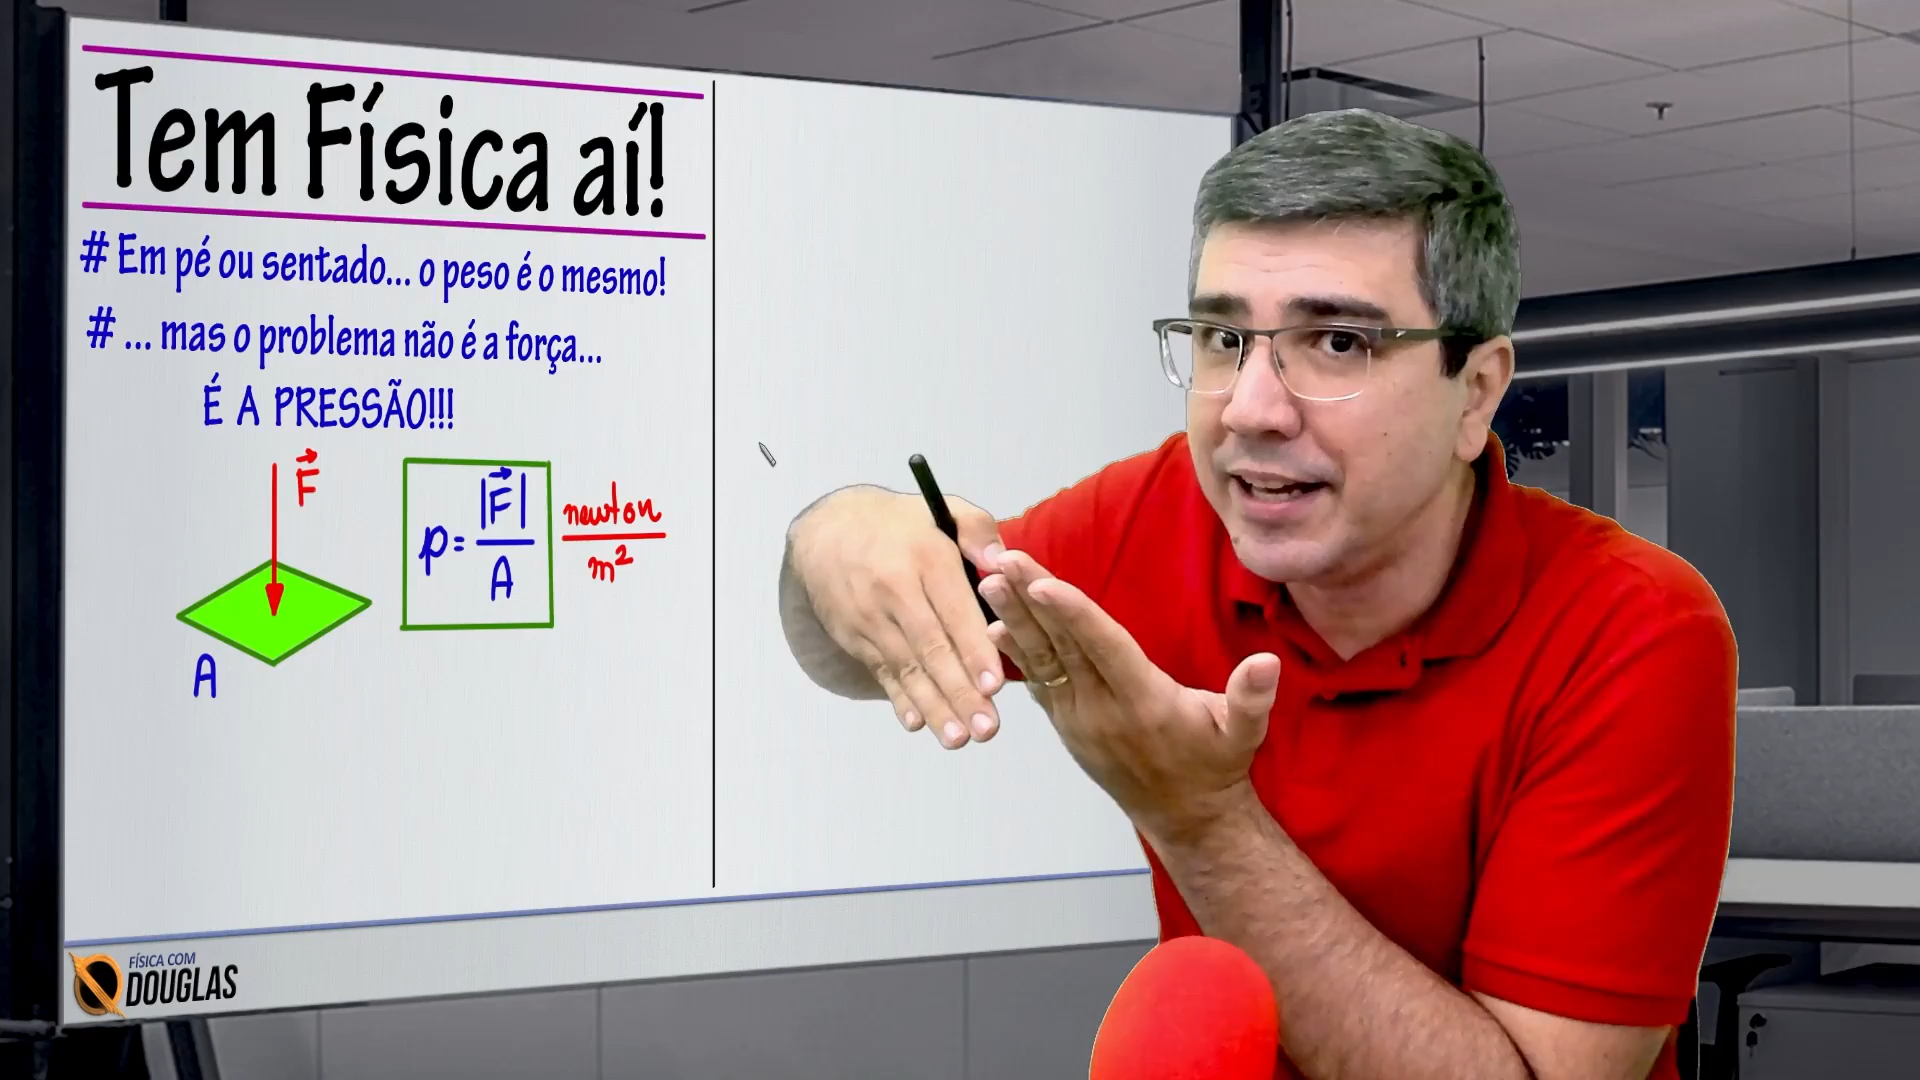 Tem Física aí!
# Em pé ou sentado... o peso é o mesmo!
# ... mas o problema não é a força...
É A PRESSÃO!!!
F
A
p = |F| / A
newton / m²
FÍSICA COM
DOUGLAS